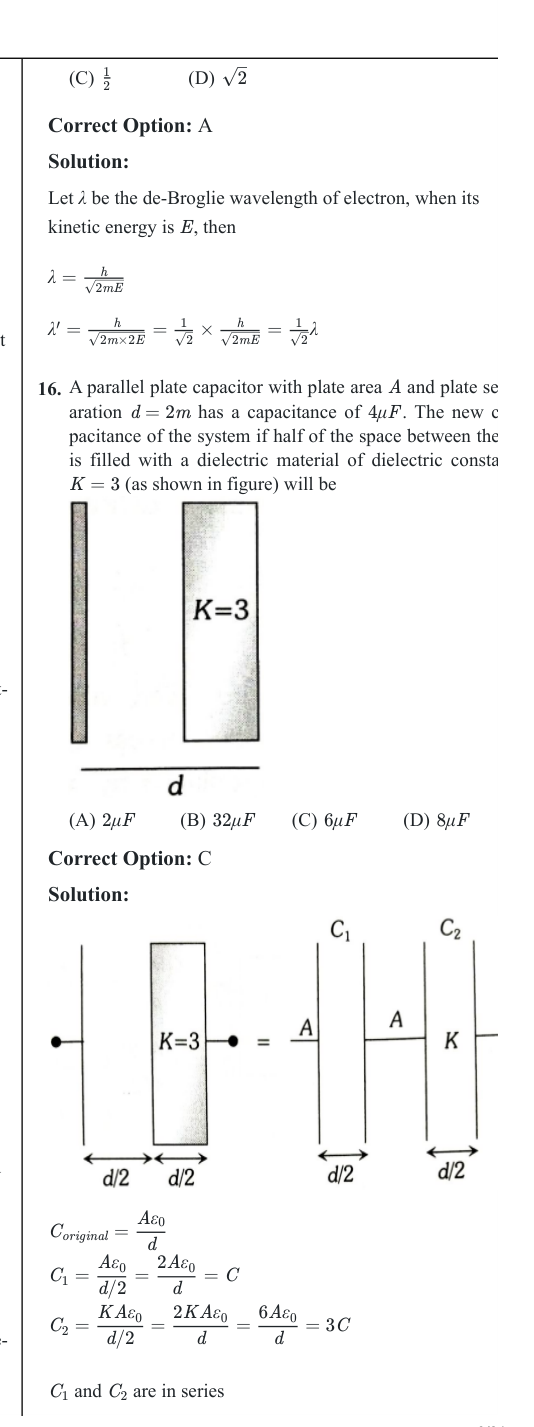 (C) 1/2 (D) √2
Correct Option: A
Solution:
Let λ be the de-Broglie wavelength of electron, when its
kinetic energy is E, then
λ = h/√(2mE)
t
λ′ = h/√(2m×2E) = 1/√2 × h/√(2mE) = 1/√2 λ
16. A parallel plate capacitor with plate area A and plate se
aration d = 2m has a capacitance of 4μF. The new c
pacitance of the system if half of the space between the
is filled with a dielectric material of dielectric consta
K = 3 (as shown in figure) will be
K=3
d
(A) 2μF (B) 32μF (C) 6μF (D) 8μF
Correct Option: C
Solution:
C₁ C₂
K=3 = A A K
d/2 d/2 d/2 d/2
C_original = Aε₀/d
C₁ = Aε₀/(d/2) = 2Aε₀/d = C
C₂ = KAε₀/(d/2) = 2KAε₀/d = 6Aε₀/d = 3C
C₁ and C₂ are in series